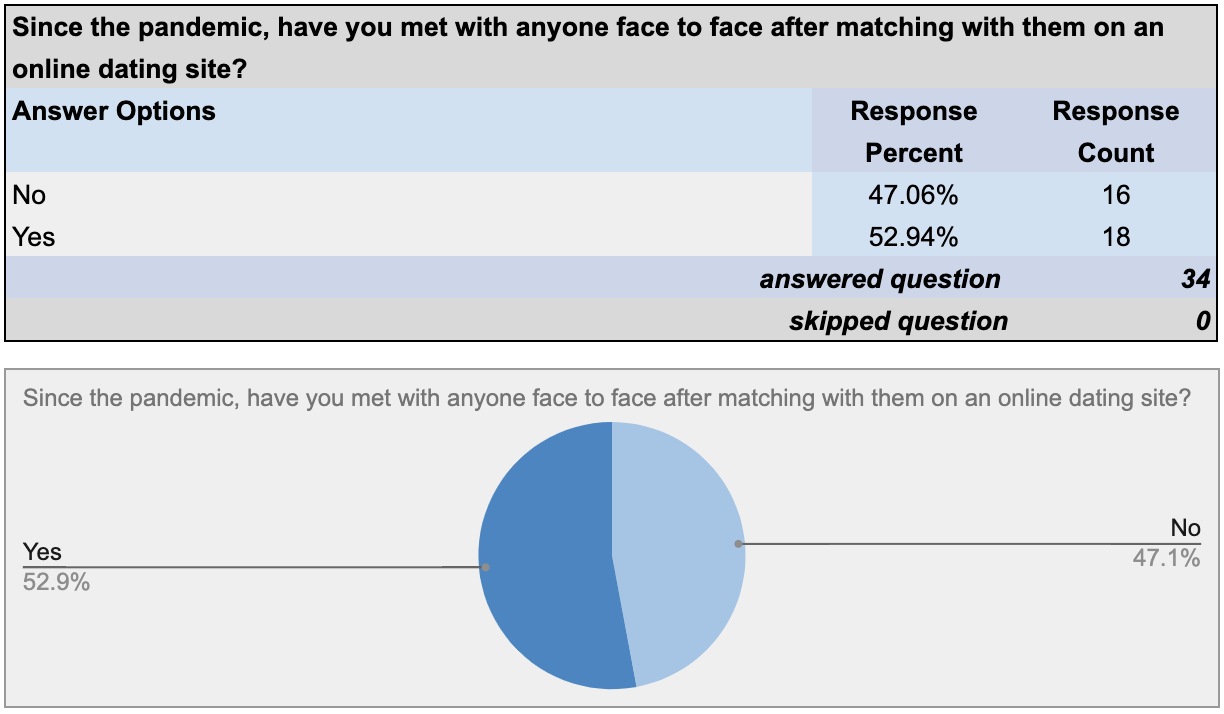 Since the pandemic, have you met with anyone face to face after matching with them on an
online dating site?
Answer Options Response Response
Percent Count
No 47.06% 16
Yes 52.94% 18
answered question 34
skipped question 0
Since the pandemic, have you met with anyone face to face after matching with them on an online dating site?
Yes
52.9%
No
47.1%